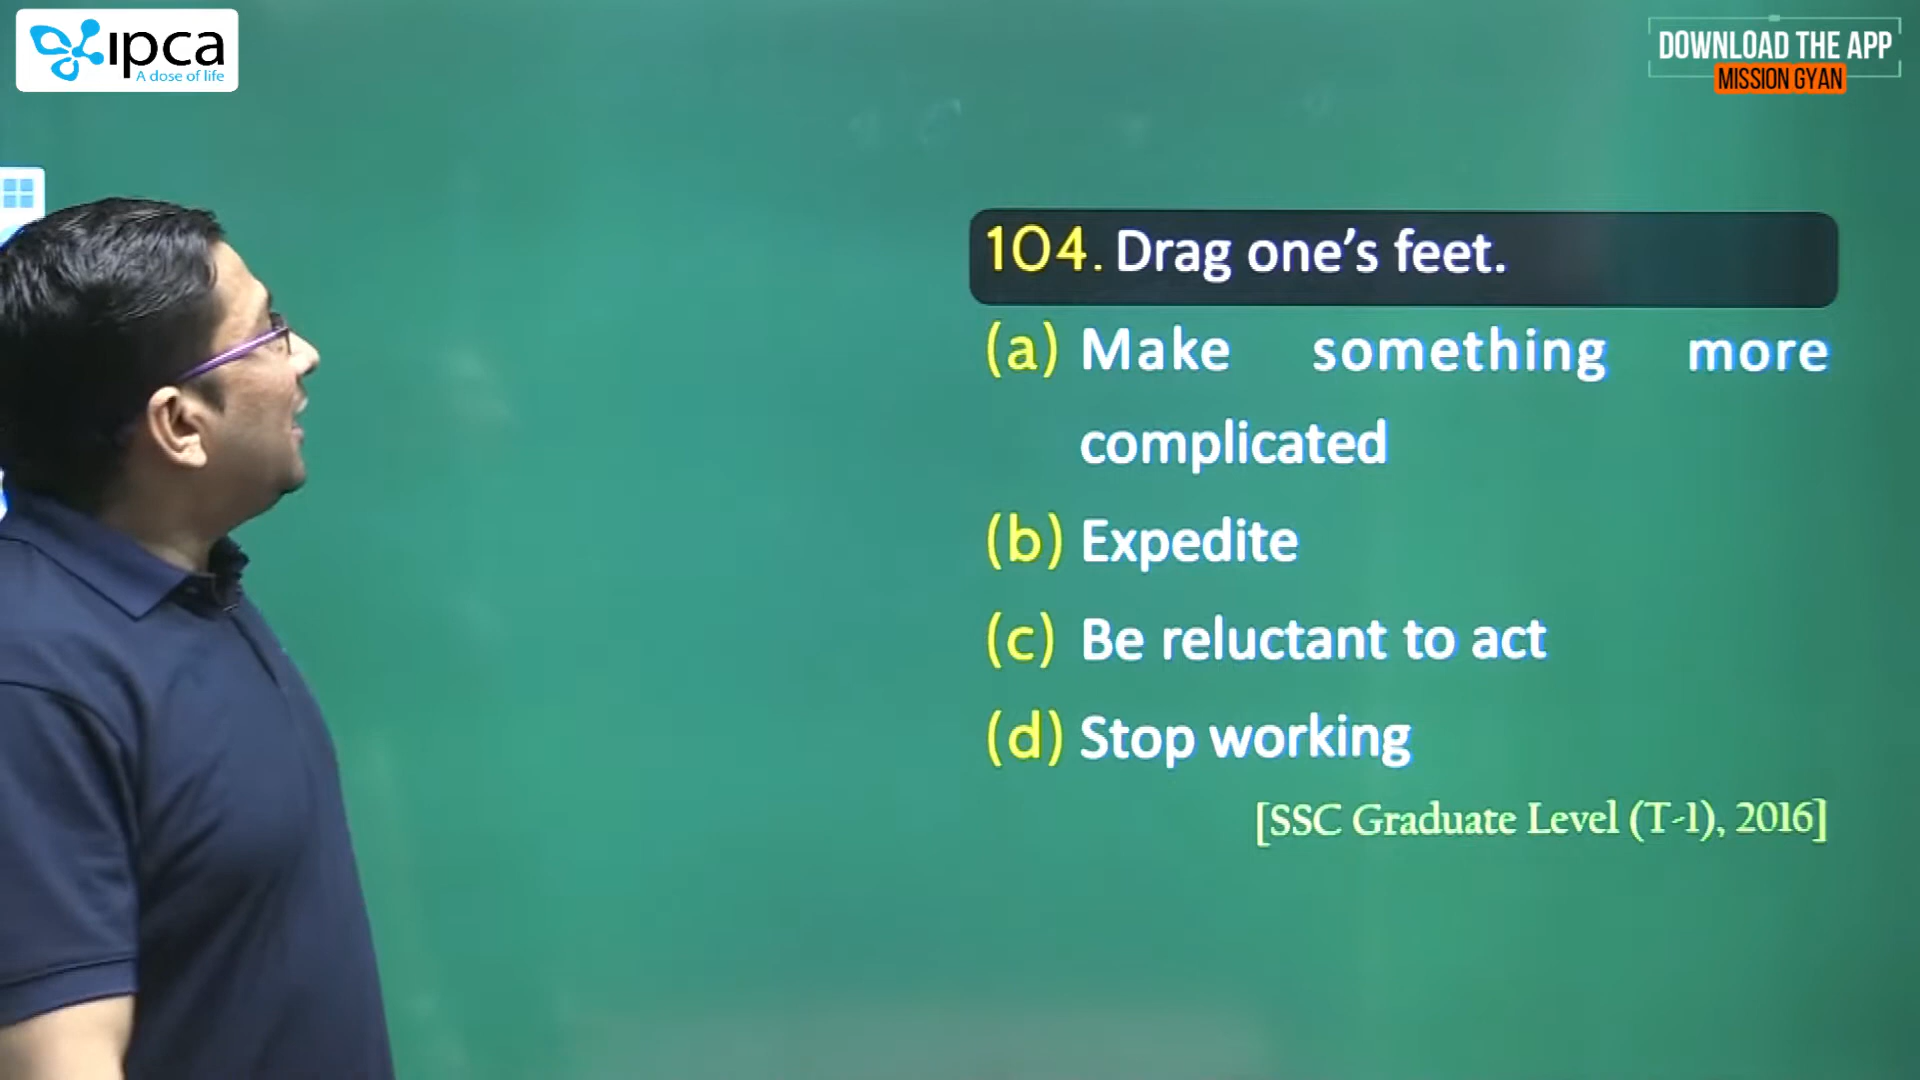 ipca
A dose of life
DOWNLOAD THE APP
MISSION GYAN
104. Drag one's feet.
(a) Make something more
complicated
(b) Expedite
(c) Be reluctant to act
(d) Stop working
[SSC Graduate Level (T-1), 2016]